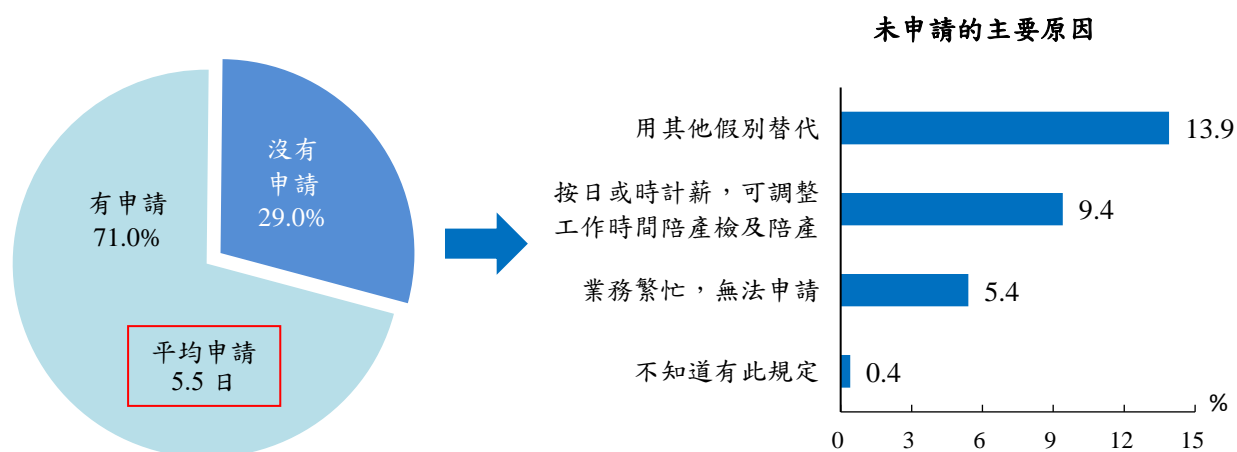 未申請的主要原因
沒有
申請
29.0%
有申請
71.0%
平均申請
5.5 日
用其他假別替代
13.9
按日或時計薪，可調整
工作時間陪產檢及陪產
9.4
業務繁忙，無法申請
5.4
不知道有此規定
0.4
%
0 3 6 9 12 15